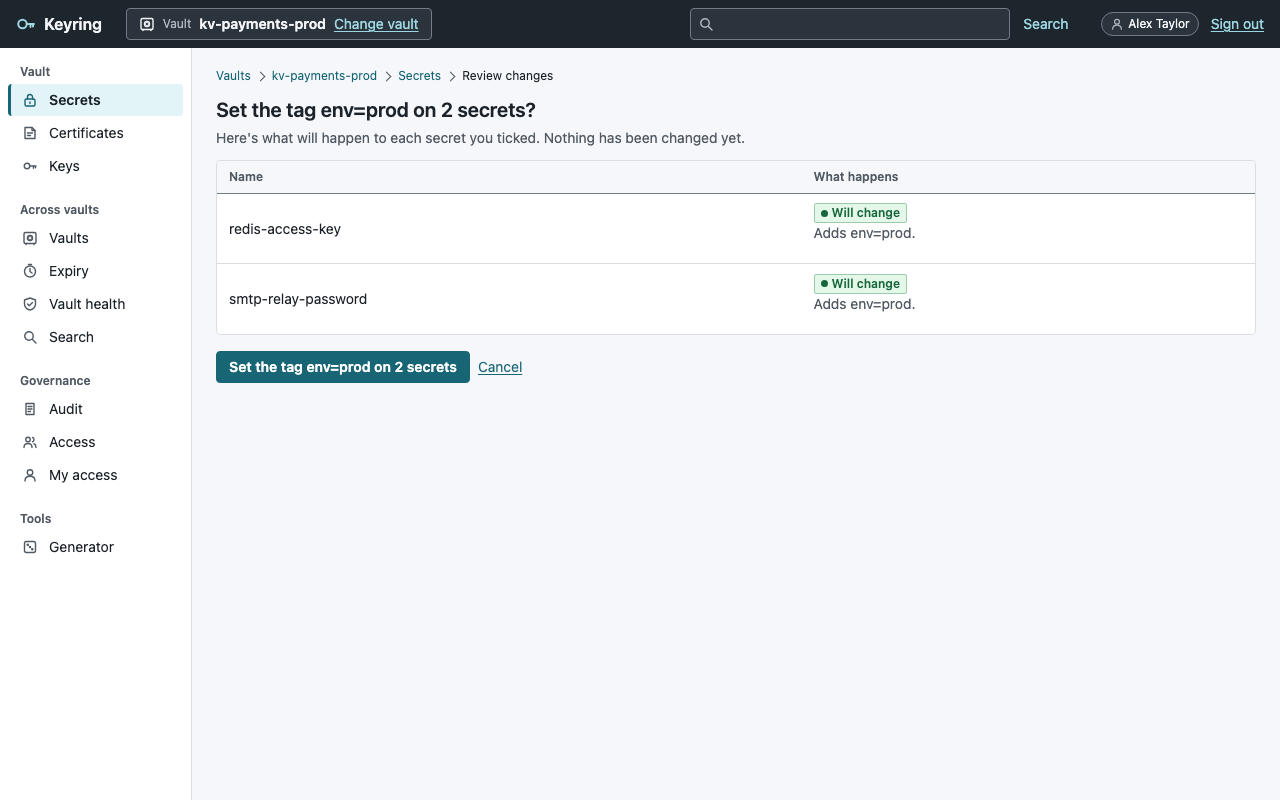 Keyring
Vault kv-payments-prod Change vault
Search
Alex Taylor
Sign out
Vault
Secrets
Certificates
Keys
Across vaults
Vaults
Expiry
Vault health
Search
Governance
Audit
Access
My access
Tools
Generator
Vaults > kv-payments-prod > Secrets > Review changes
Set the tag env=prod on 2 secrets?
Here's what will happen to each secret you ticked. Nothing has been changed yet.
Name What happens
redis-access-key
Will change
Adds env=prod.
smtp-relay-password
Will change
Adds env=prod.
Set the tag env=prod on 2 secrets Cancel